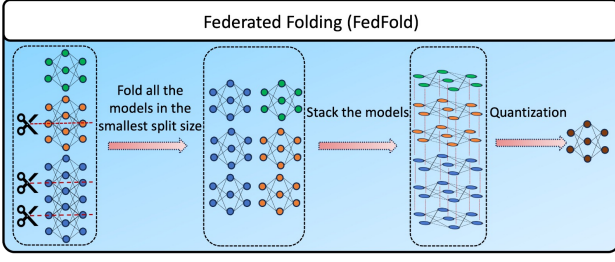 Federated Folding (FedFold)
Fold all the
models in the
smallest split size
Stack the models
Quantization